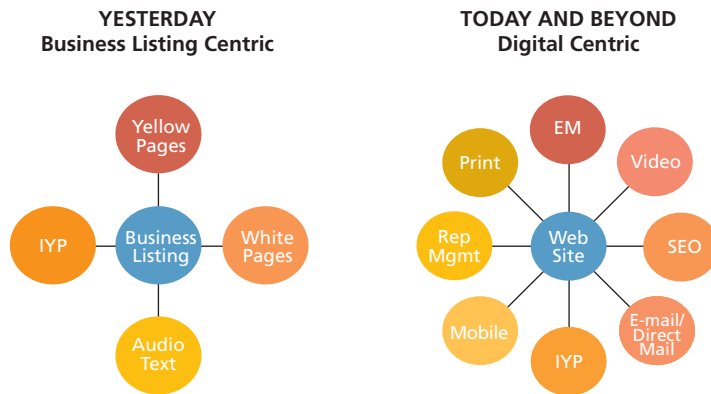 YESTERDAY
Business Listing Centric
Yellow
Pages
IYP
Business
Listing
White
Pages
Audio
Text
TODAY AND BEYOND
Digital Centric
EM
Print
Video
Rep
Mgmt
Web
Site
SEO
Mobile
E-mail/
Direct
Mail
IYP